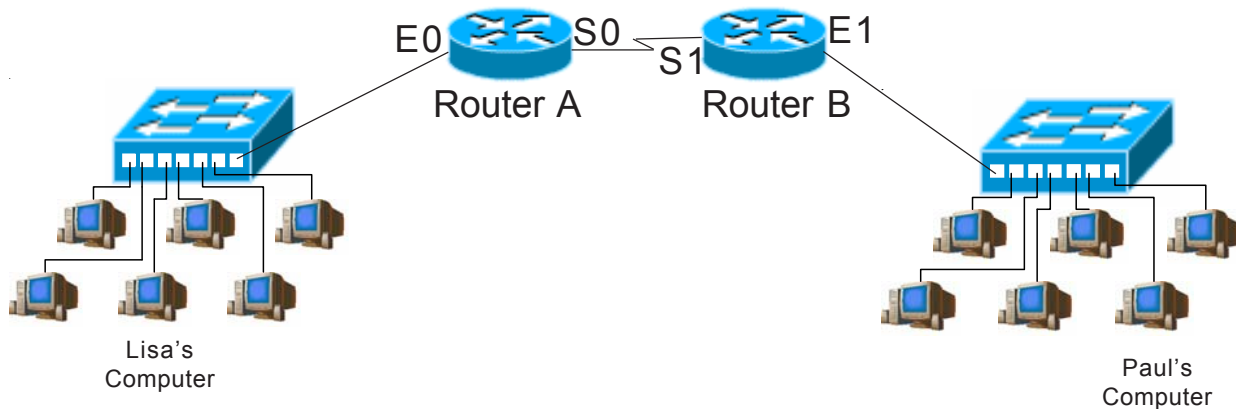 E0
S0
S1
E1
Router A
Router B
Lisa's
Computer
Paul's
Computer